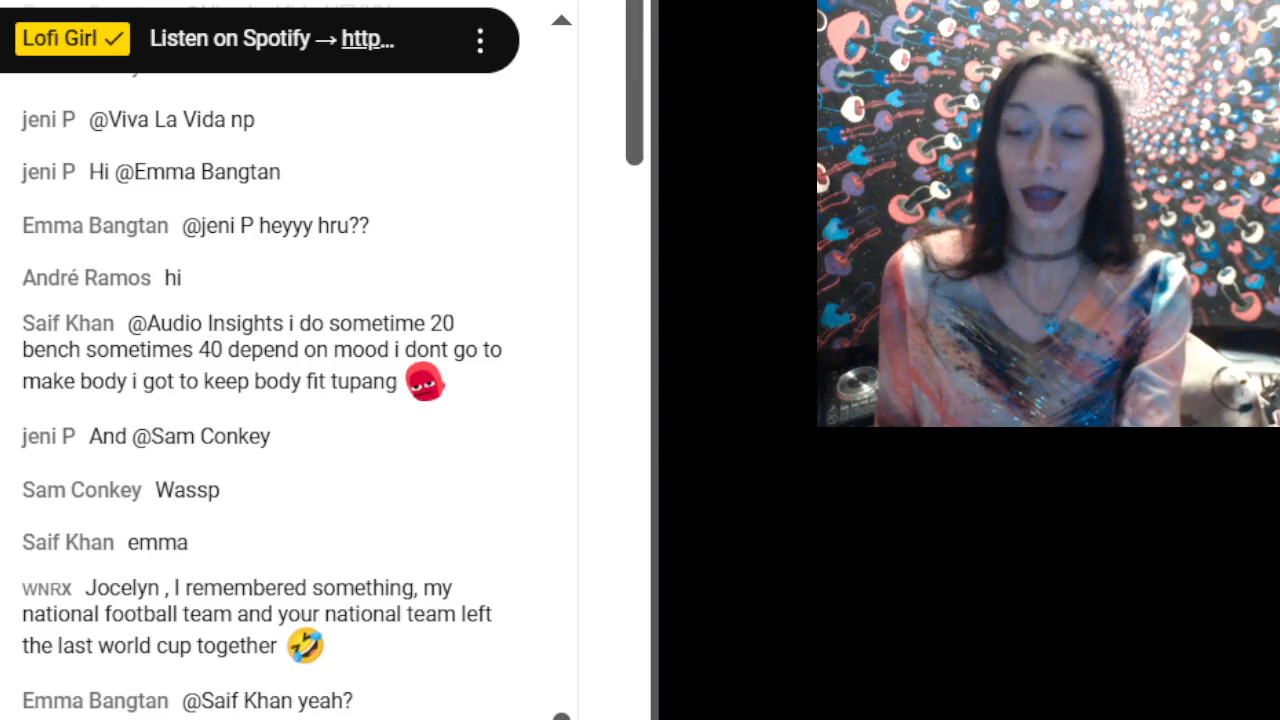 Lofi Girl ✓ Listen on Spotify → http...
jeni P @Viva La Vida np
jeni P Hi @Emma Bangtan
Emma Bangtan @jeni P heyyy hru??
André Ramos hi
Saif Khan @Audio Insights i do sometime 20
bench sometimes 40 depend on mood i dont go to
make body i got to keep body fit tupang
jeni P And @Sam Conkey
Sam Conkey Wassp
Saif Khan emma
WNRX Jocelyn , I remembered something, my
national football team and your national team left
the last world cup together 🤣
Emma Bangtan @Saif Khan yeah?